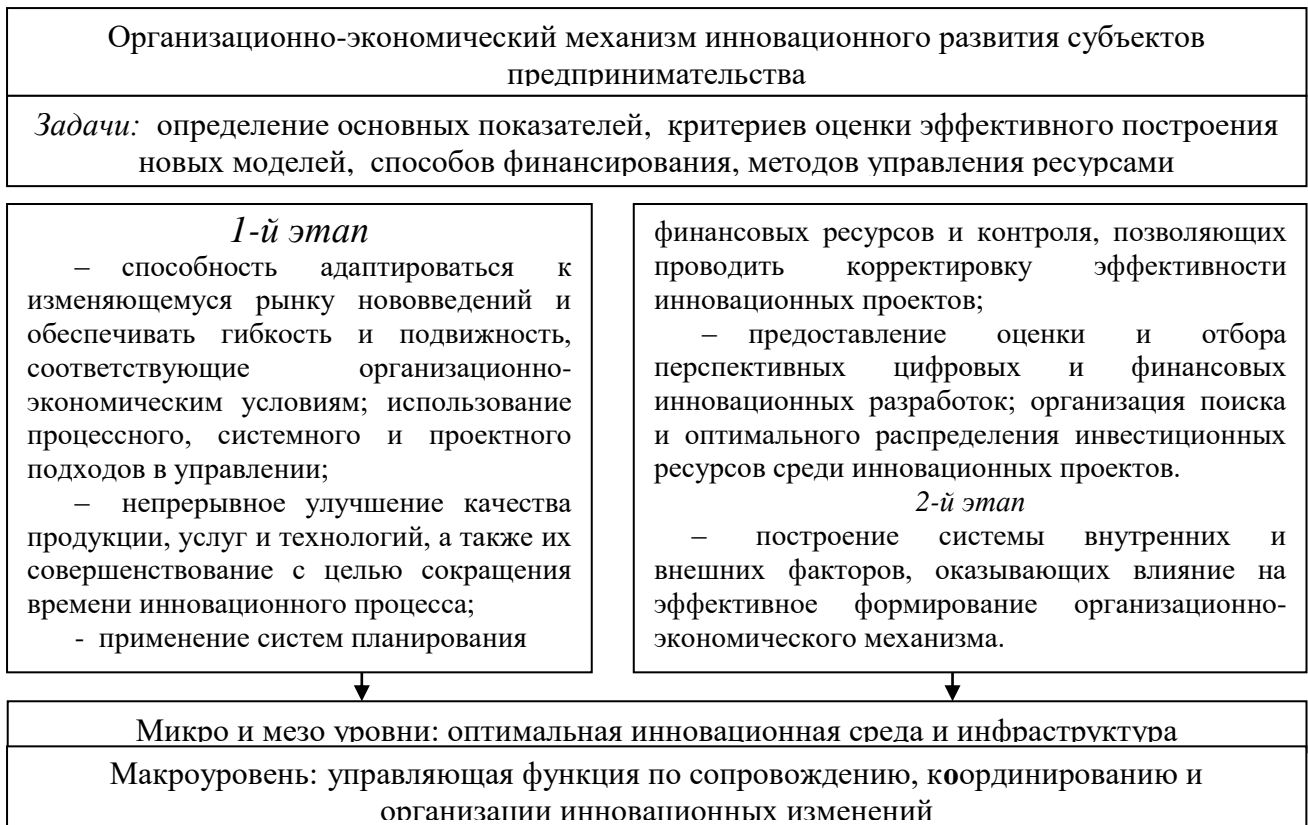 Организационно-экономический механизм инновационного развития субъектов
предпринимательства
Задачи: определение основных показателей, критериев оценки эффективного построения
новых моделей, способов финансирования, методов управления ресурсами
1-й этап
– способность адаптироваться к
изменяющемуся рынку нововведений и
обеспечивать гибкость и подвижность,
соответствующие организационно-
экономическим условиям; использование
процессного, системного и проектного
подходов в управлении;
– непрерывное улучшение качества
продукции, услуг и технологий, а также их
совершенствование с целью сокращения
времени инновационного процесса;
- применение систем планирования
финансовых ресурсов и контроля, позволяющих
проводить корректировку эффективности
инновационных проектов;
– предоставление оценки и отбора
перспективных цифровых и финансовых
инновационных разработок; организация поиска
и оптимального распределения инвестиционных
ресурсов среди инновационных проектов.
2-й этап
– построение системы внутренних и
внешних факторов, оказывающих влияние на
эффективное формирование организационно-
экономического механизма.
Микро и мезо уровни: оптимальная инновационная среда и инфраструктура
Макроуровень: управляющая функция по сопровождению, координированию и
организации инновационных изменений